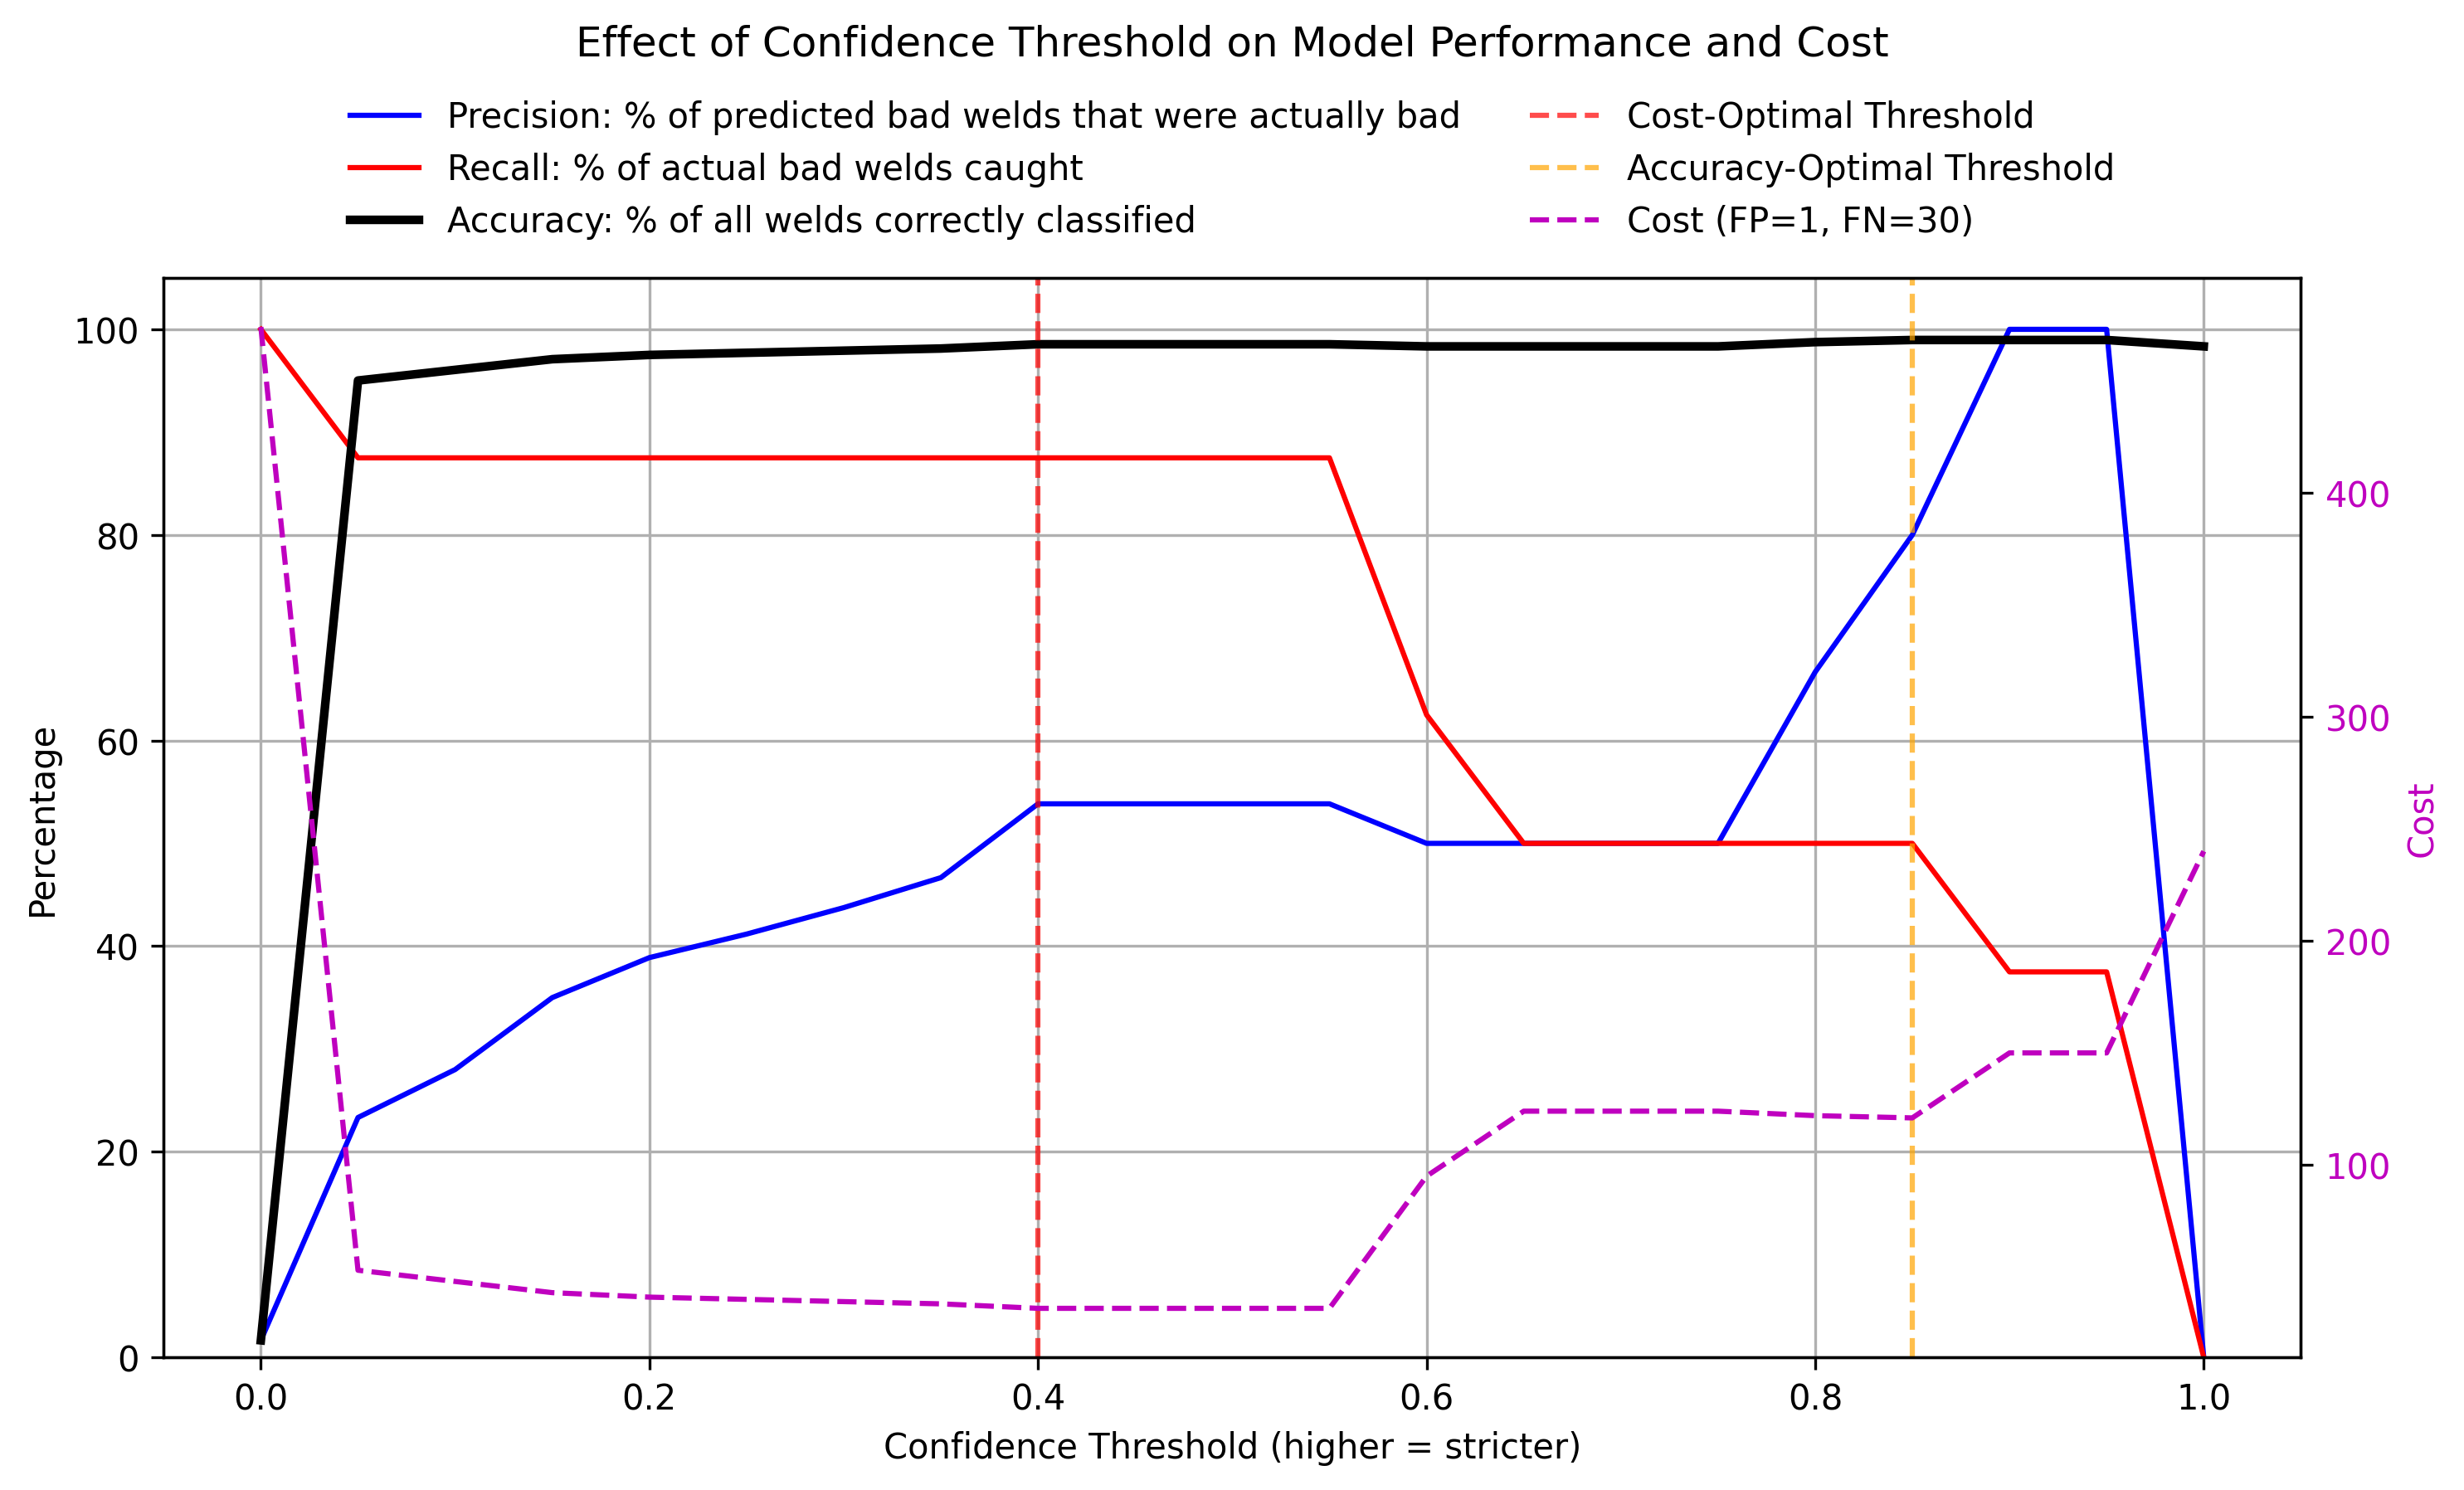 Effect of Confidence Threshold on Model Performance and Cost
Precision: % of predicted bad welds that were actually bad
Recall: % of actual bad welds caught
Accuracy: % of all welds correctly classified
Cost-Optimal Threshold
Accuracy-Optimal Threshold
Cost (FP=1, FN=30)
Percentage
100
80
60
40
20
0
400
300
200
100
Cost
0.0
0.2
0.4
0.6
0.8
1.0
Confidence Threshold (higher = stricter)